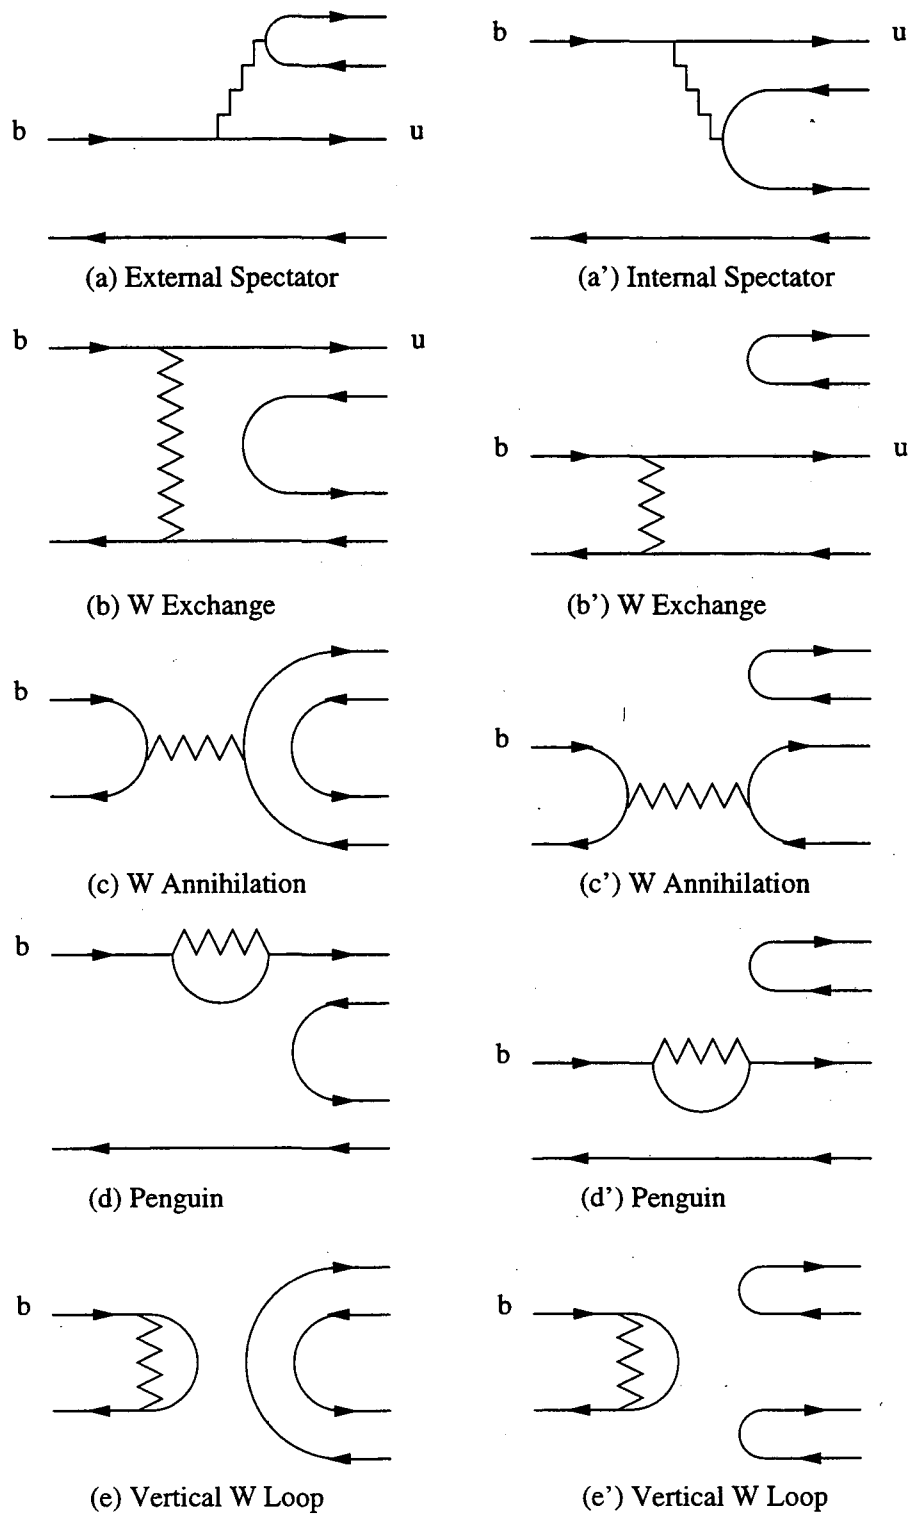 b u
b u
(a) External Spectator
(a') Internal Spectator
b u
b u
(b) W Exchange
(b') W Exchange
b
b
(c) W Annihilation
(c') W Annihilation
b
b
(d) Penguin
(d') Penguin
b
b
(e) Vertical W Loop
(e') Vertical W Loop